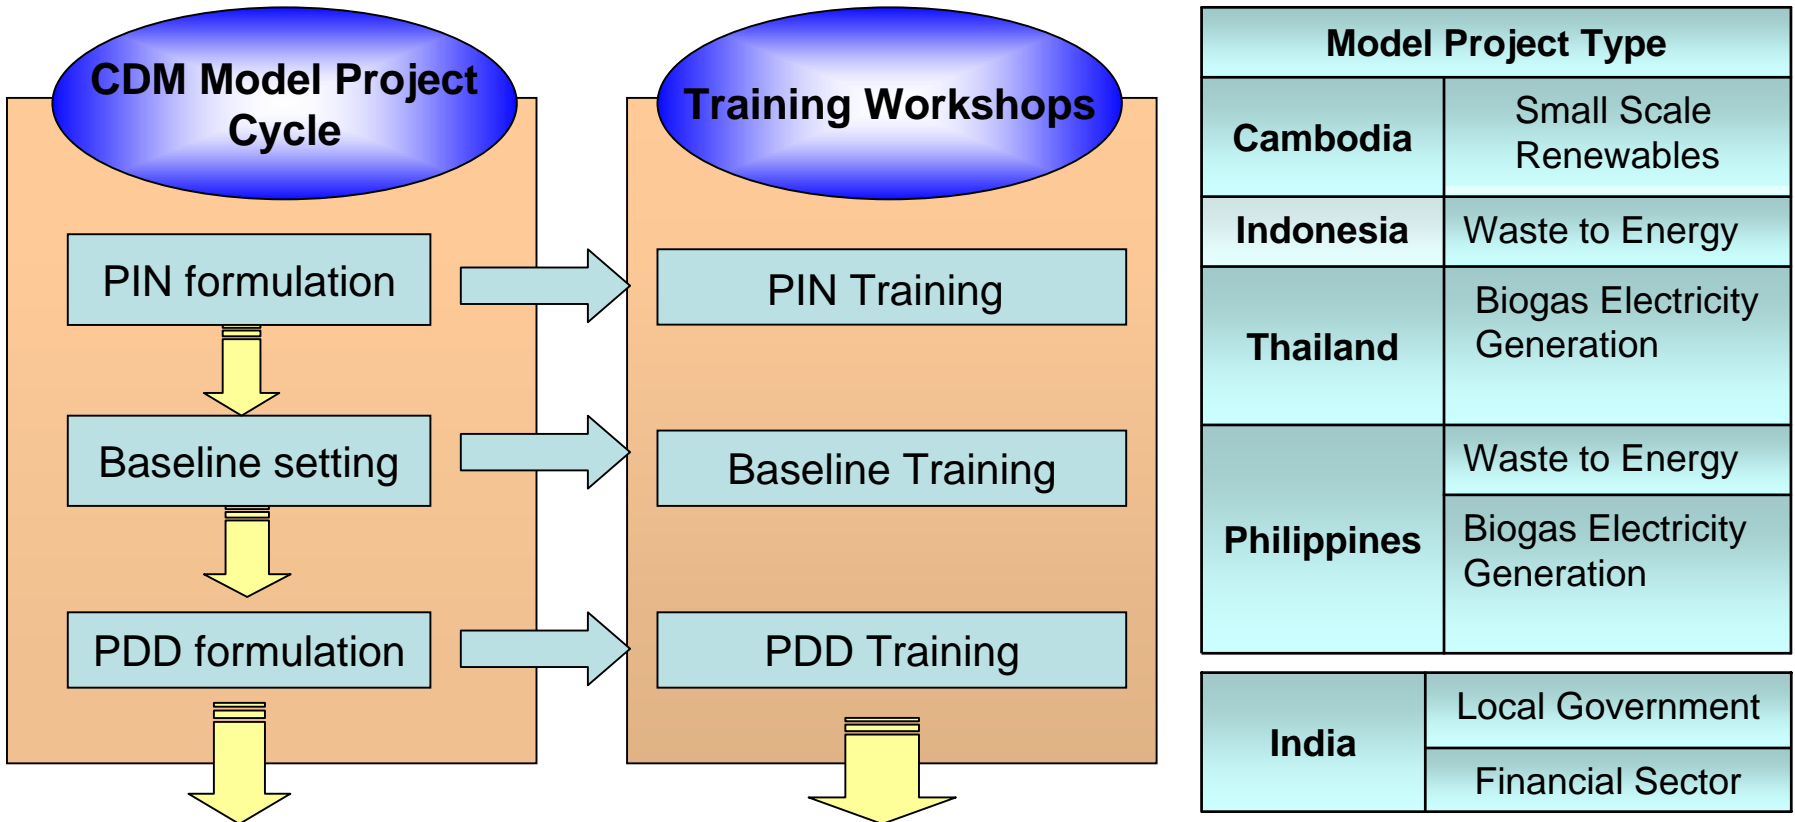 CDM Model Project
Cycle
PIN formulation
Baseline setting
PDD formulation
Training Workshops
PIN Training
Baseline Training
PDD Training
Model Project Type
Cambodia
Small Scale
Renewables
Indonesia
Waste to Energy
Thailand
Biogas Electricity
Generation
Philippines
Waste to Energy
Biogas Electricity
Generation
India
Local Government
Financial Sector